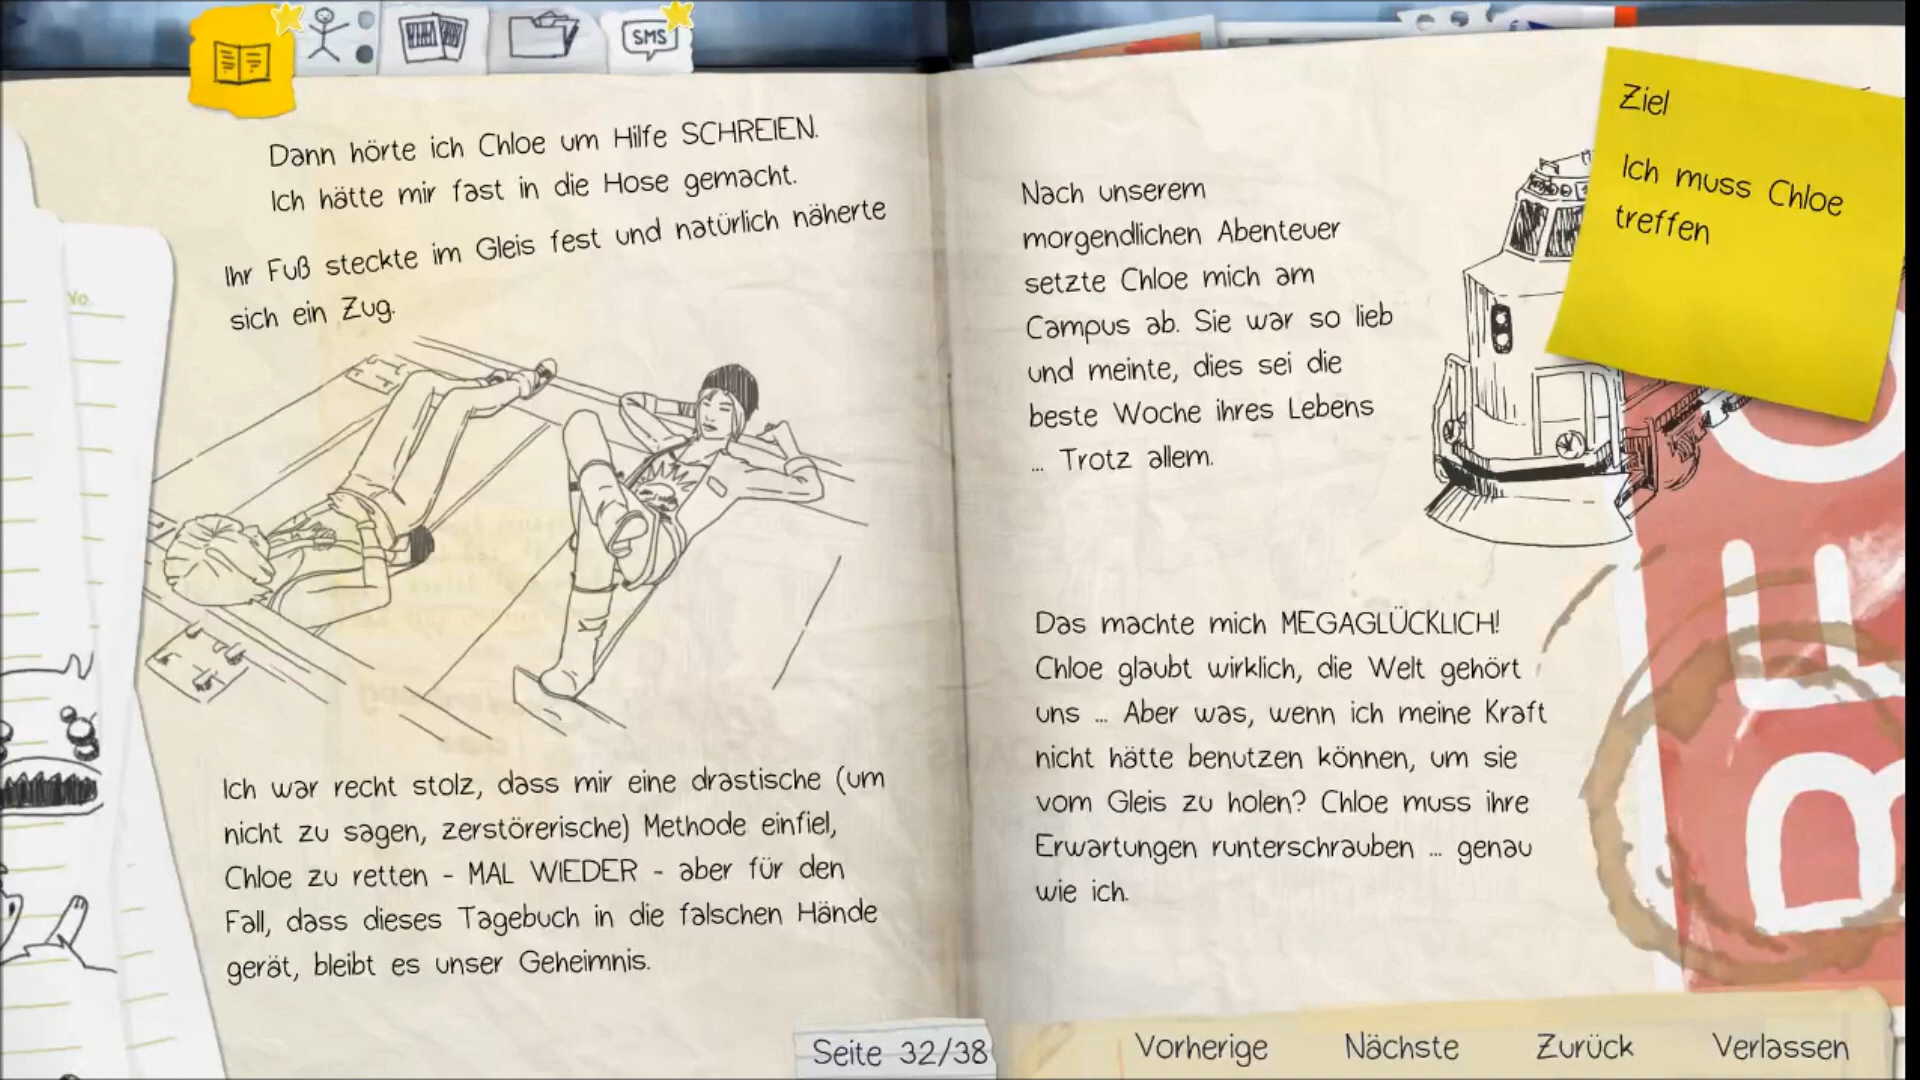 SMS
Dann hörte ich Chloe um Hilfe SCHREIEN.
Ich hätte mir fast in die Hose gemacht.
Ihr Fuß steckte im Gleis fest und natürlich näherte
sich ein Zug.
Ich war recht stolz, dass mir eine drastische (um
nicht zu sagen, zerstörerische) Methode einfiel,
Chloe zu retten - MAL WIEDER - aber für den
Fall, dass dieses Tagebuch in die falschen Hände
gerät, bleibt es unser Geheimnis.
Nach unserem
morgendlichen Abenteuer
setzte Chloe mich am
Campus ab. Sie war so lieb
und meinte, dies sei die
beste Woche ihres Lebens
... Trotz allem.
Das machte mich MEGAGLÜCKLICH!
Chloe glaubt wirklich, die Welt gehört
uns ... Aber was, wenn ich meine Kraft
nicht hätte benutzen können, um sie
vom Gleis zu holen? Chloe muss ihre
Erwartungen runterschrauben ... genau
wie ich.
Ziel
Ich muss Chloe
treffen
No.
Seite 32/38
Vorherige Nächste Zurück Verlassen